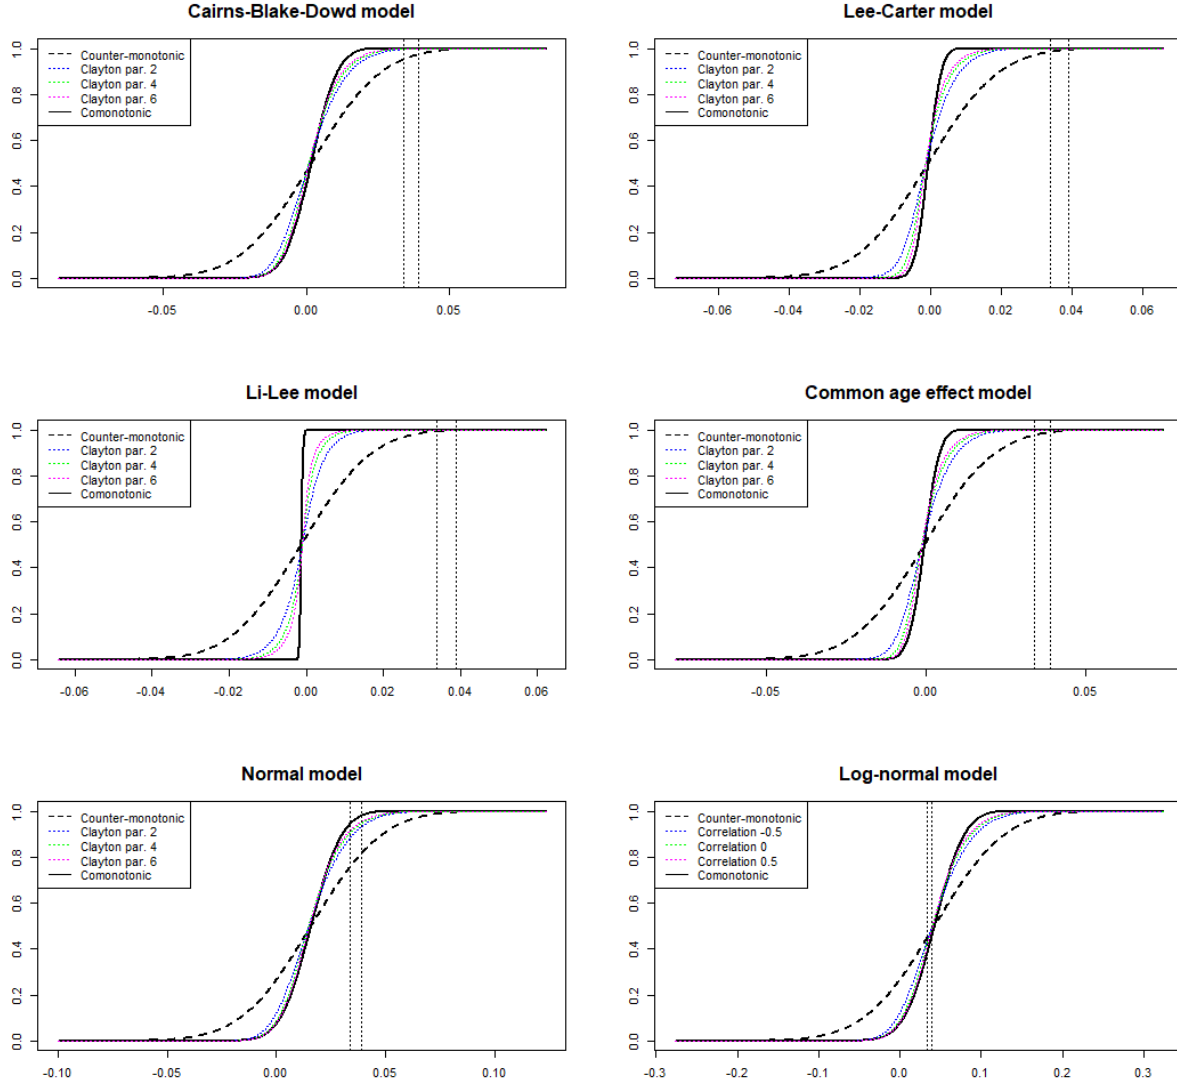 Cairns-Blake-Dowd model
1.0
0.8
0.6
0.4
0.2
0.0
Counter-monotonic
Clayton par. 2
Clayton par. 4
Clayton par. 6
Comonotonic
-0.05
0.00
0.05
Lee-Carter model
1.0
0.8
0.6
0.4
0.2
0.0
Counter-monotonic
Clayton par. 2
Clayton par. 4
Clayton par. 6
Comonotonic
-0.06
-0.04
-0.02
0.00
0.02
0.04
0.06
Li-Lee model
1.0
0.8
0.6
0.4
0.2
0.0
Counter-monotonic
Clayton par. 2
Clayton par. 4
Clayton par. 6
Comonotonic
-0.06
-0.04
-0.02
0.00
0.02
0.04
0.06
Common age effect model
1.0
0.8
0.6
0.4
0.2
0.0
Counter-monotonic
Clayton par. 2
Clayton par. 4
Clayton par. 6
Comonotonic
-0.05
0.00
0.05
Normal model
1.0
0.8
0.6
0.4
0.2
0.0
Counter-monotonic
Clayton par. 2
Clayton par. 4
Clayton par. 6
Comonotonic
-0.10
-0.05
0.00
0.05
0.10
Log-normal model
1.0
0.8
0.6
0.4
0.2
0.0
Counter-monotonic
Correlation -0.5
Correlation 0
Correlation 0.5
Comonotonic
-0.3
-0.2
-0.1
0.0
0.1
0.2
0.3